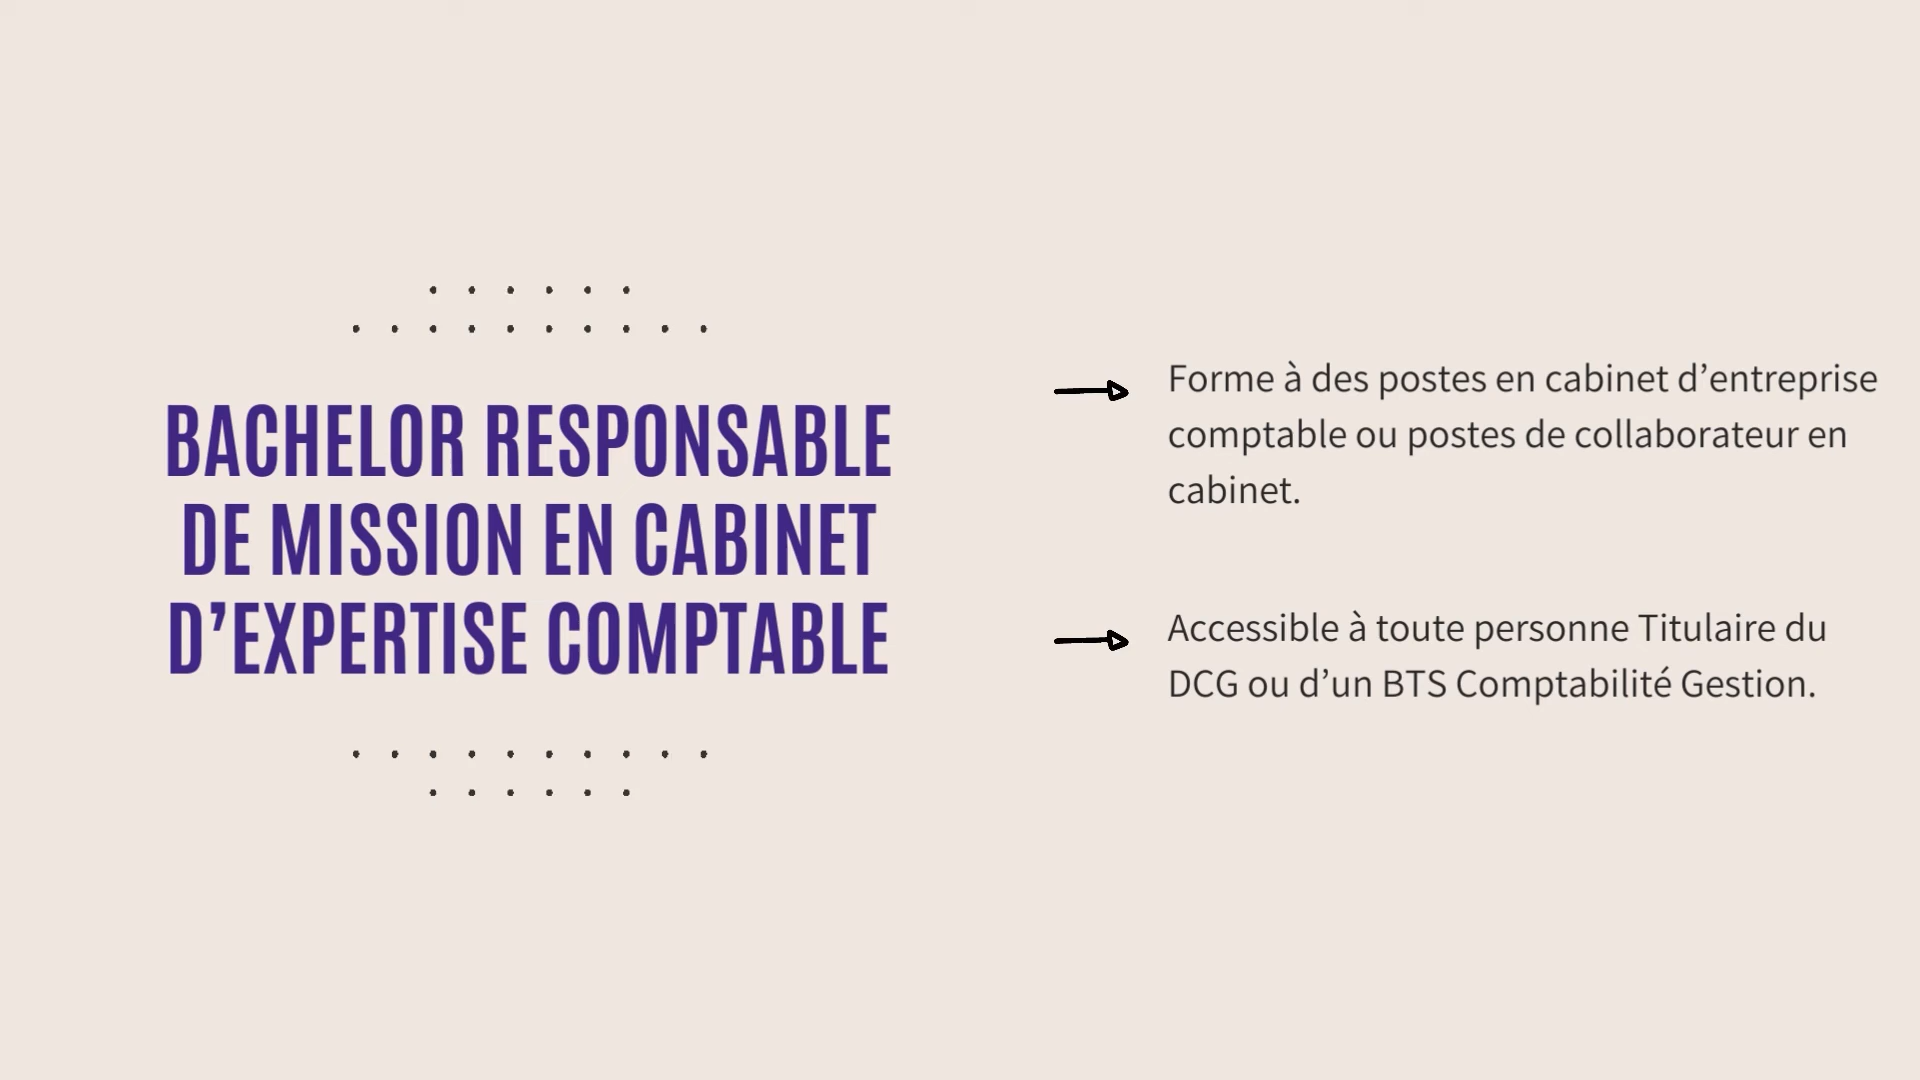 BACHELOR RESPONSABLE
DE MISSION EN CABINET
D’EXPERTISE COMPTABLE
Forme à des postes en cabinet d’entreprise
comptable ou postes de collaborateur en
cabinet.
Accessible à toute personne Titulaire du
DCG ou d’un BTS Comptabilité Gestion.